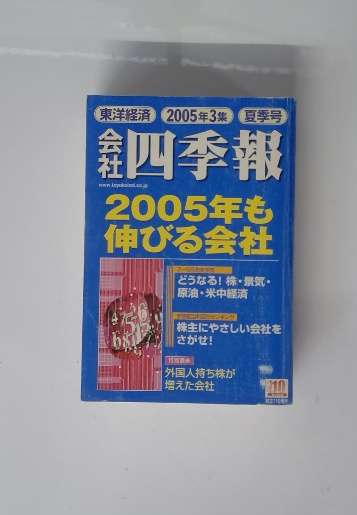 東洋経済 2005年3集 夏季号
会社四季報
www.toyokeizai.co.jp
2005年も
伸びる会社
どうなる!株・景気・
原油・米中経済
株主にやさしい会社を
さがせ!
特別調査
外国人持ち株が
増えた会社
110